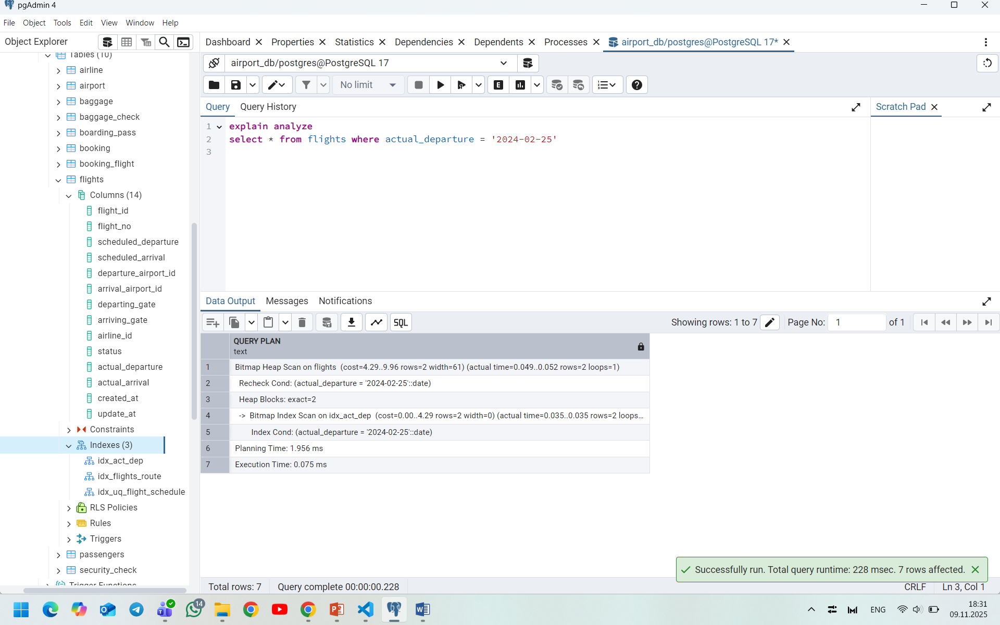 pgAdmin 4
File Object Tools Edit View Window Help
Object Explorer
Dashboard Properties Statistics Dependencies Dependents Processes airport_db/postgres@PostgreSQL 17*
Tables (10)
airline
airport
baggage
baggage_check
boarding_pass
booking
booking_flight
flights
Columns (14)
flight_id
flight_no
scheduled_departure
scheduled_arrival
departure_airport_id
arrival_airport_id
departing_gate
arriving_gate
airline_id
status
actual_departure
actual_arrival
created_at
update_at
Constraints
Indexes (3)
idx_act_dep
idx_flights_route
idx_uq_flight_schedule
RLS Policies
Rules
Triggers
passengers
security_check
Trigger Functions
airport_db/postgres@PostgreSQL 17
No limit
E
Query Query History
Scratch Pad
1 explain analyze
2 select * from flights where actual_departure = '2024-02-25'
3
Data Output Messages Notifications
SQL
Showing rows: 1 to 7
Page No: 1 of 1
QUERY PLAN
text
1 Bitmap Heap Scan on flights (cost=4.29..9.96 rows=2 width=61) (actual time=0.049..0.052 rows=2 loops=1)
2 Recheck Cond: (actual_departure = '2024-02-25'::date)
3 Heap Blocks: exact=2
4 -> Bitmap Index Scan on idx_act_dep (cost=0.00..4.29 rows=2 width=0) (actual time=0.035..0.035 rows=2 loops...
5 Index Cond: (actual_departure = '2024-02-25'::date)
6 Planning Time: 1.956 ms
7 Execution Time: 0.075 ms
Successfully run. Total query runtime: 228 msec. 7 rows affected.
Total rows: 7
Query complete 00:00:00.228
CRLF
Ln 3, Col 1
14
ENG
18:31
09.11.2025